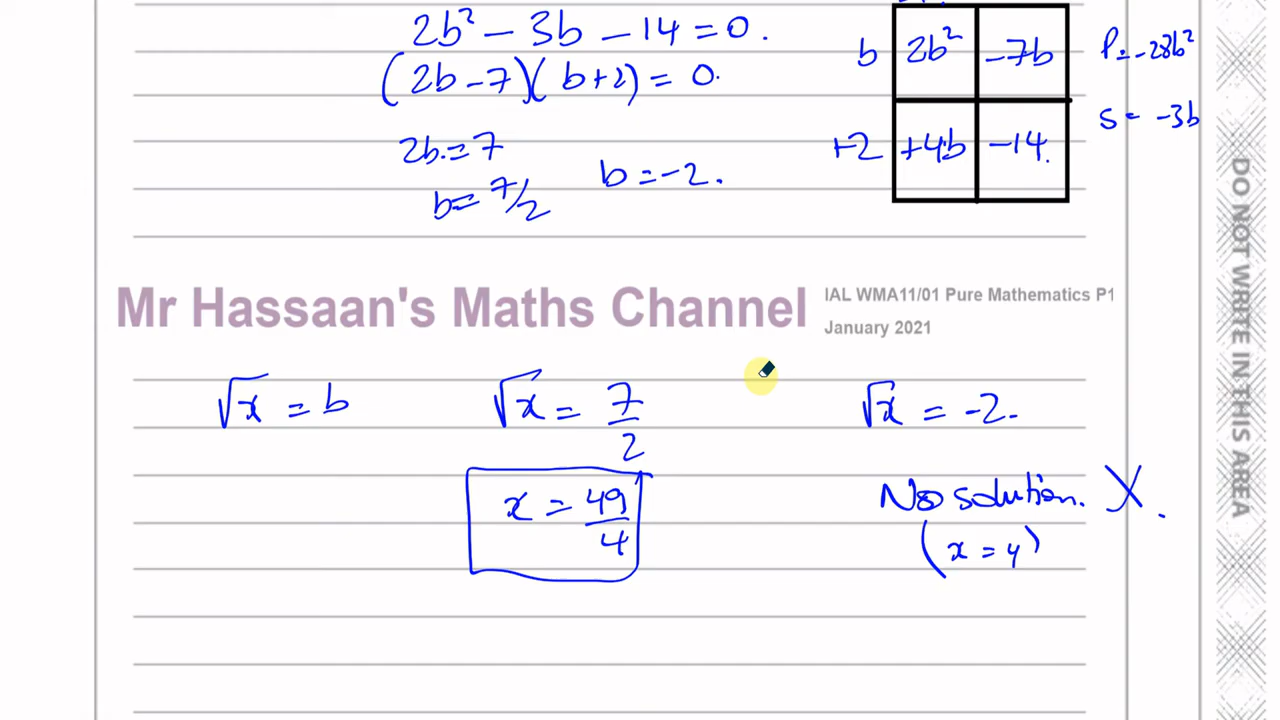 2b² − 3b − 14 = 0.
(2b − 7)(b + 2) = 0.
2b = 7
b = 7/2
b = −2.
b 2b² −7b
+2 +4b −14.
P = −28b²
S = −3b
Mr Hassaan's Maths Channel
IAL WMA11/01 Pure Mathematics P1
January 2021
√x = b
√x = 7/2
√x = −2.
x = 49/4
No solution. X.
(x = 4)
DO NOT WRITE IN THIS AREA